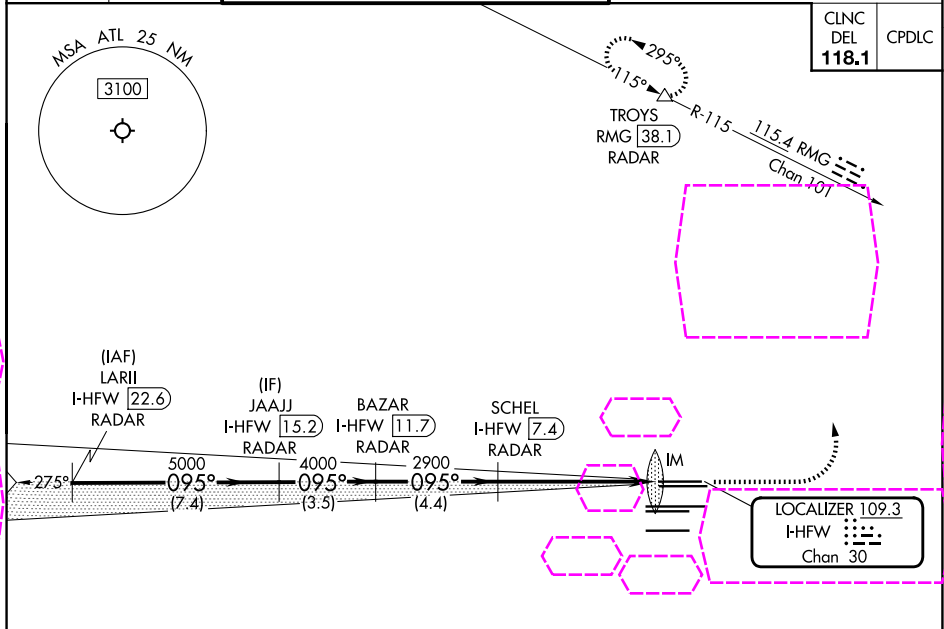 MSA ATL 25 NM
3100
CLNC
DEL
118.1
CPDLC
295°
115°
TROYS
RMG 38.1
RADAR
R-115
115.4 RMG
Chan 101
(IAF)
LARII
I-HFW 22.6
RADAR
(IF)
JAAJJ
I-HFW 15.2
RADAR
BAZAR
I-HFW 11.7
RADAR
SCHEL
I-HFW 7.4
RADAR
IM
275°
5000
095°
(7.4)
4000
095°
(3.5)
2900
095°
(4.4)
LOCALIZER 109.3
I-HFW
Chan 30